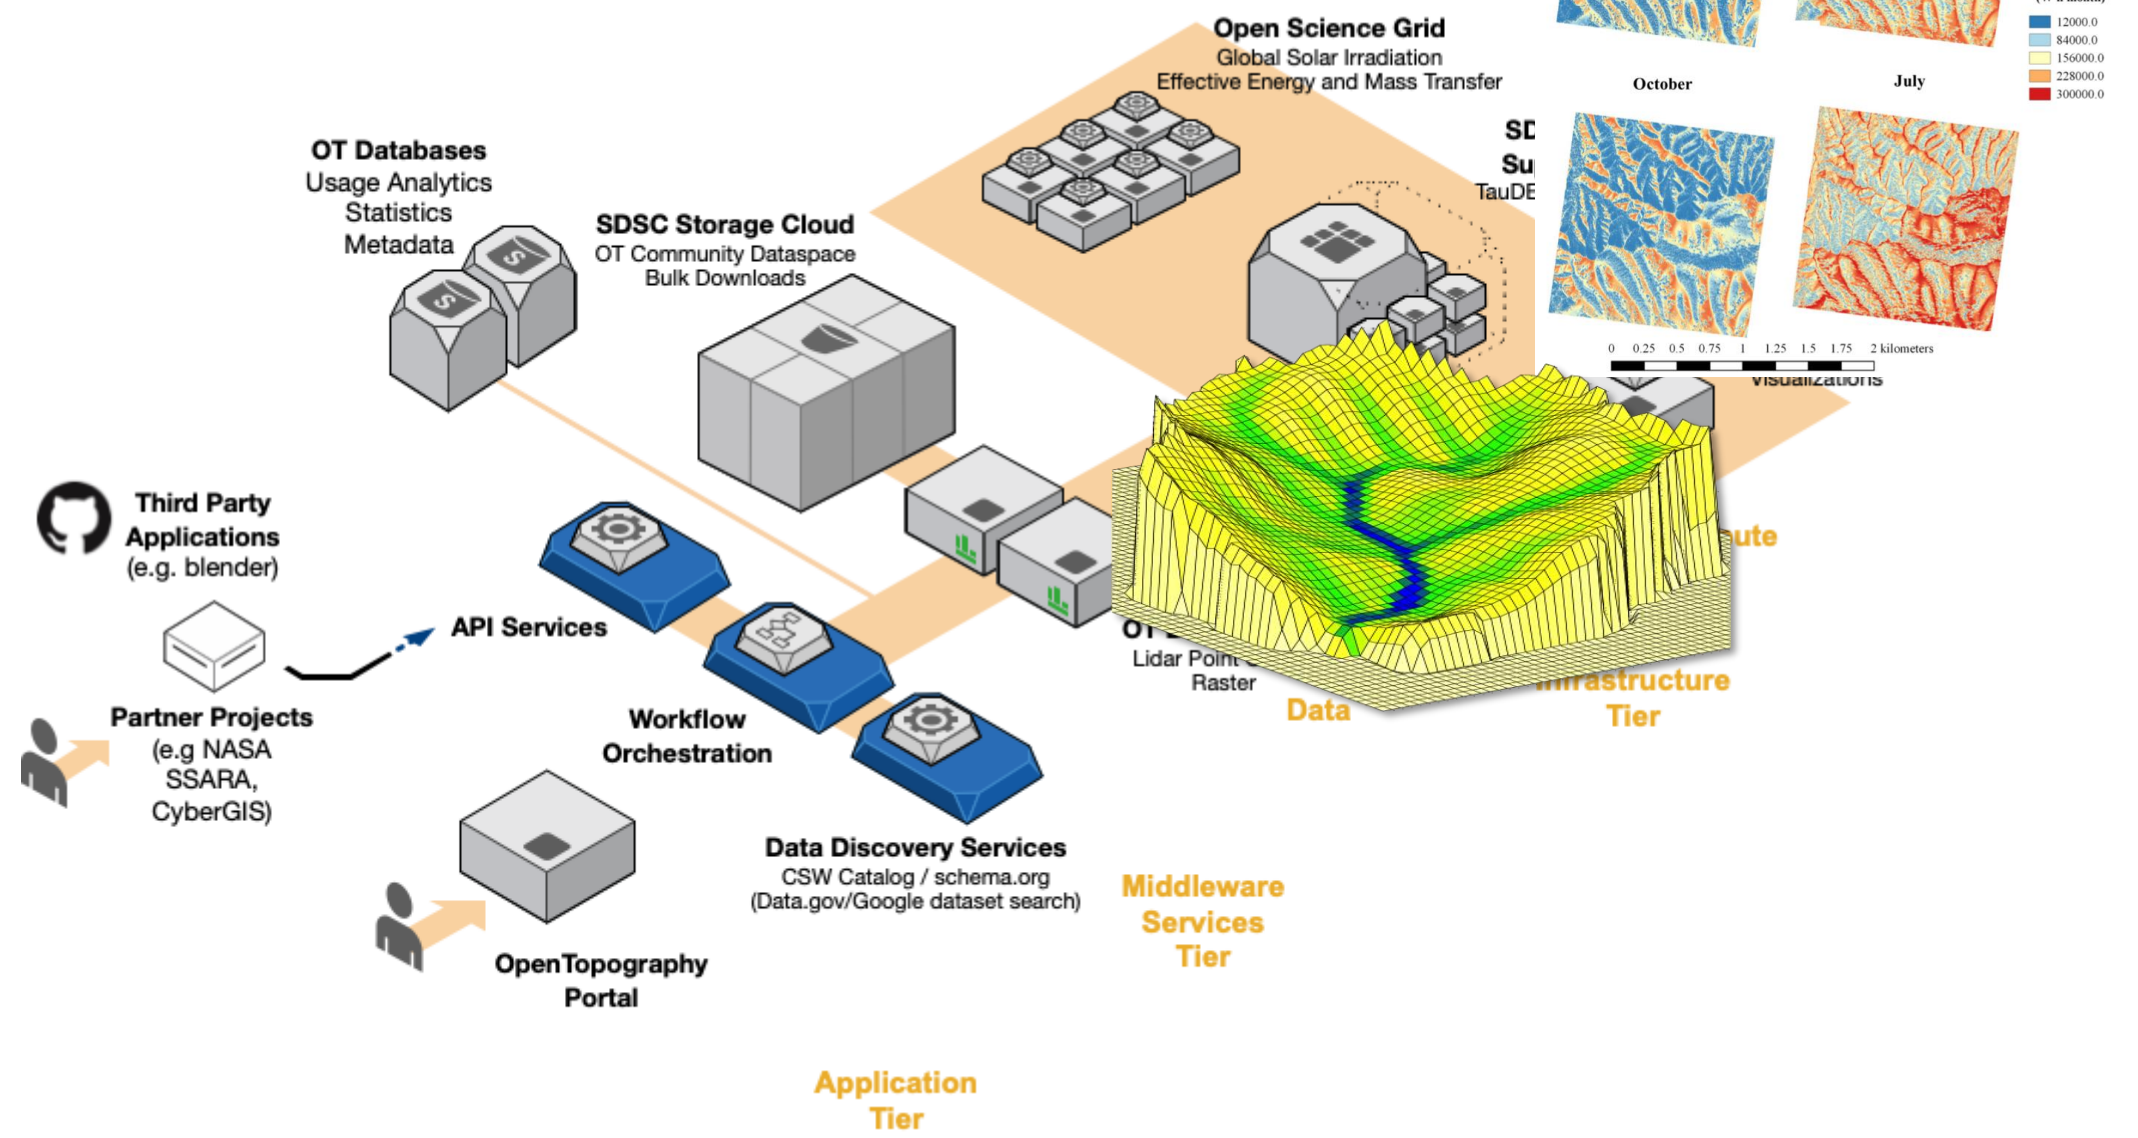 Open Science Grid
Global Solar Irradiation
Effective Energy and Mass Transfer
12000.0
84000.0
156000.0
228000.0
300000.0
October
July
0 0.25 0.5 0.75 1 1.25 1.5 1.75 2 kilometers
Visualizations
OT Databases
Usage Analytics
Statistics
Metadata
SDSC Storage Cloud
OT Community Dataspace
Bulk Downloads
Third Party
Applications
(e.g. blender)
Partner Projects
(e.g NASA
SSARA,
CyberGIS)
API Services
Workflow
Orchestration
Data Discovery Services
CSW Catalog / schema.org
(Data.gov/Google dataset search)
OpenTopography
Portal
OT
Lidar Point
Raster
Data
Infrastructure
Tier
Middleware
Services
Tier
Application
Tier